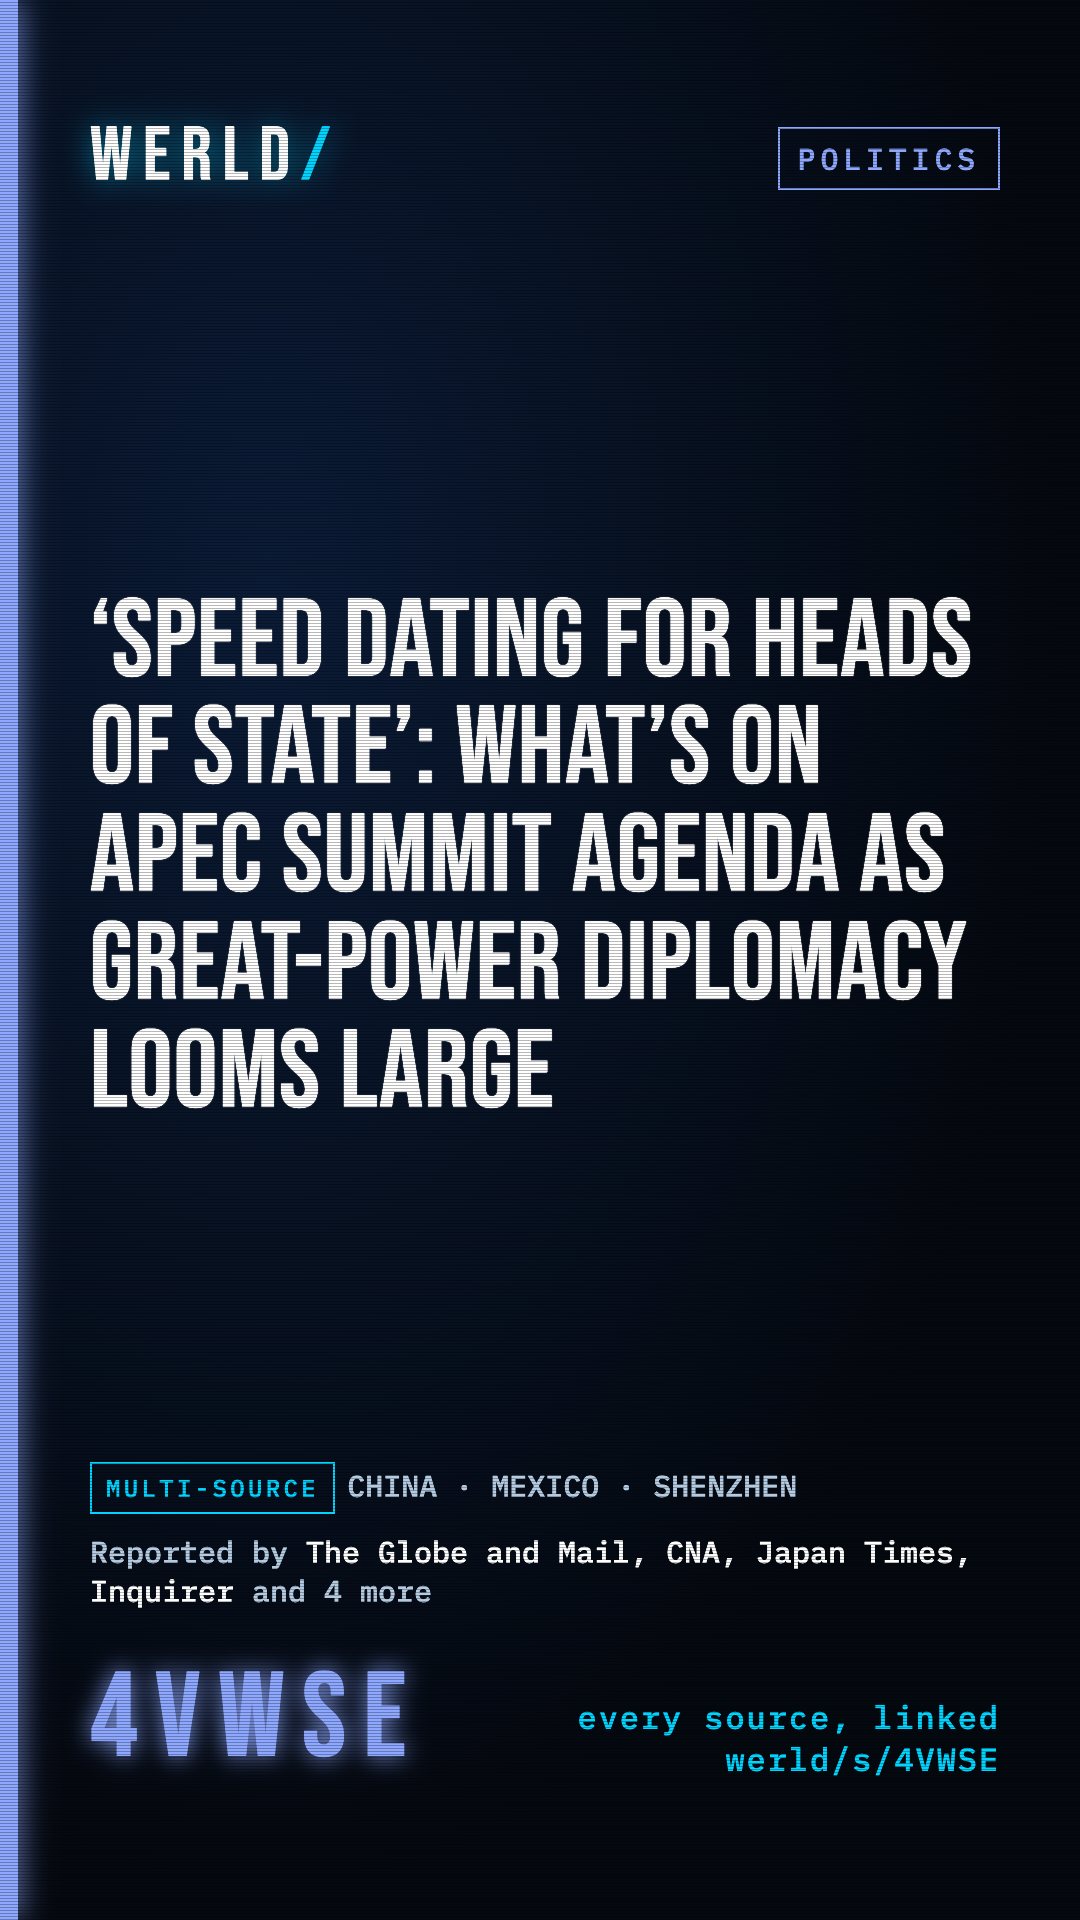 WERLD/
POLITICS
‘SPEED DATING FOR HEADS
OF STATE’: WHAT’S ON
APEC SUMMIT AGENDA AS
GREAT-POWER DIPLOMACY
LOOMS LARGE
MULTI-SOURCE CHINA · MEXICO · SHENZHEN
Reported by The Globe and Mail, CNA, Japan Times,
Inquirer and 4 more
4VWSE
every source, linked
werld/s/4VWSE